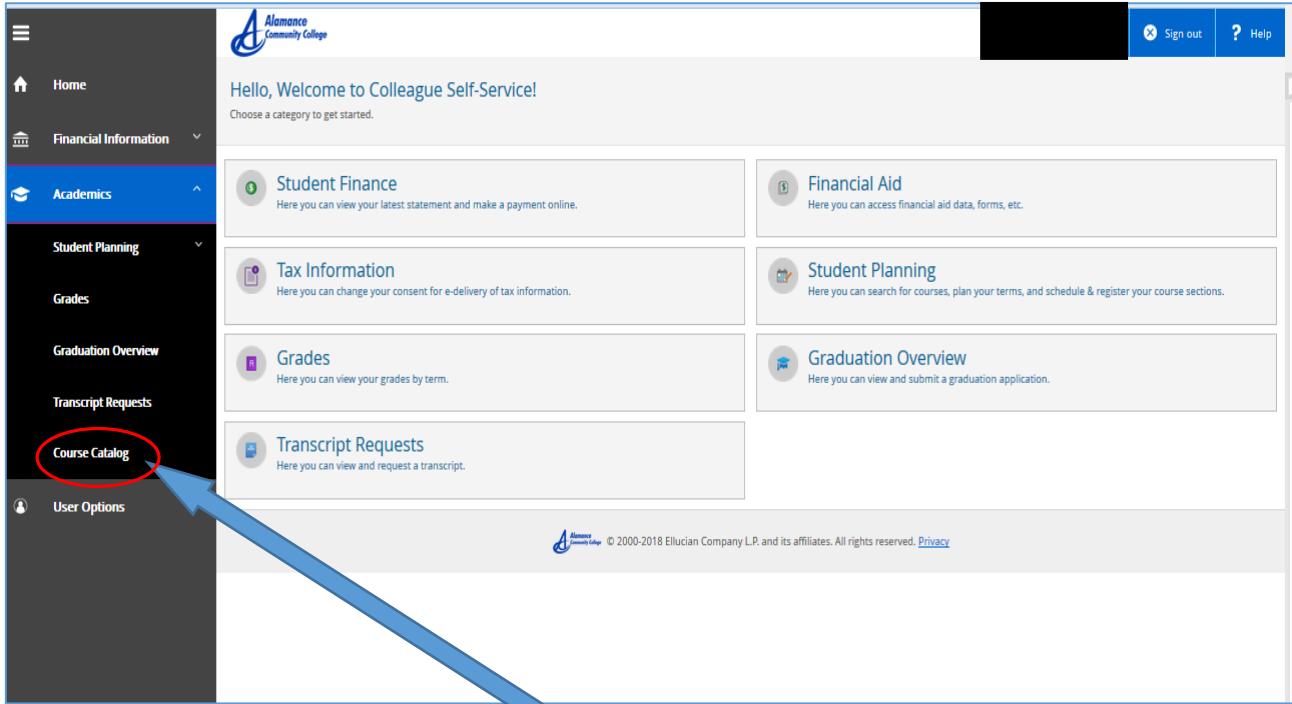 Alamance
Community College
Sign out
? Help
Home
Financial Information
Academics
Student Planning
Grades
Graduation Overview
Transcript Requests
Course Catalog
User Options
Hello, Welcome to Colleague Self-Service!
Choose a category to get started.
Student Finance
Here you can view your latest statement and make a payment online.
Financial Aid
Here you can access financial aid data, forms, etc.
Tax Information
Here you can change your consent for e-delivery of tax information.
Student Planning
Here you can search for courses, plan your terms, and schedule & register your course sections.
Grades
Here you can view your grades by term.
Graduation Overview
Here you can view and submit a graduation application.
Transcript Requests
Here you can view and request a transcript.
Alamance
Community College
© 2000-2018 Ellucian Company L.P. and its affiliates. All rights reserved. Privacy